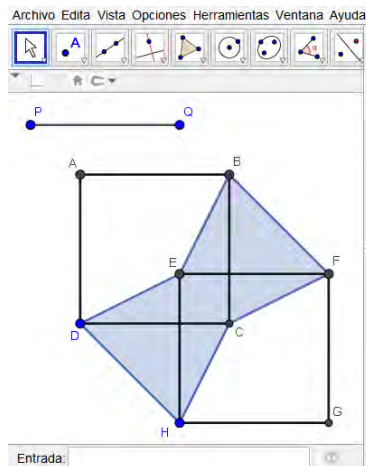 Archivo Edita Vista Opciones Herramientas Ventana Ayuda
A
α
P Q
A B
E F
D C
H G
Entrada: